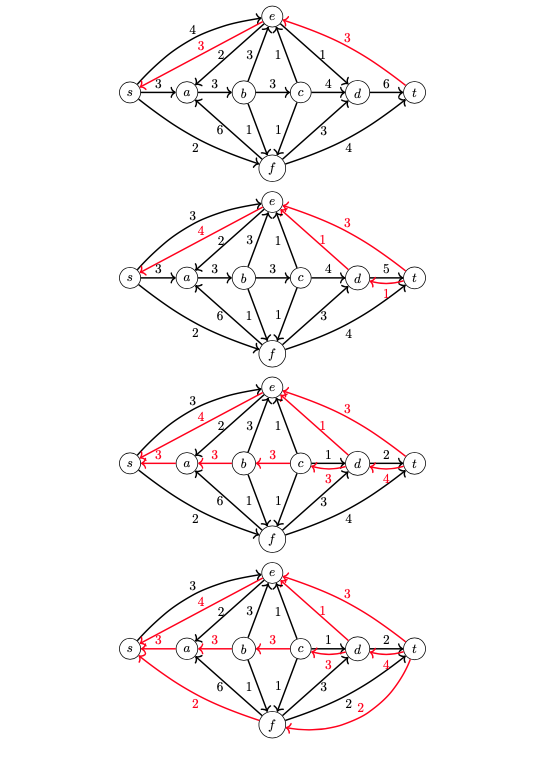 e
4 3 2 3 1 1 3
s 3 a 3 b 3 c 4 d 6 t
2 6 1 1 3 4
f
e
3 4 2 3 1 1 3
s 3 a 3 b 3 c 4 d 5 t
1
2 6 1 1 3 4
f
e
3 4 2 3 1 1 3
s 3 a 3 b 3 c 1 d 2 t
3 4
2 6 1 1 3 4
f
e
3 4 2 3 1 1 3
s 3 a 3 b 3 c 1 d 2 t
3 4
2 6 1 1 3 2 2
f